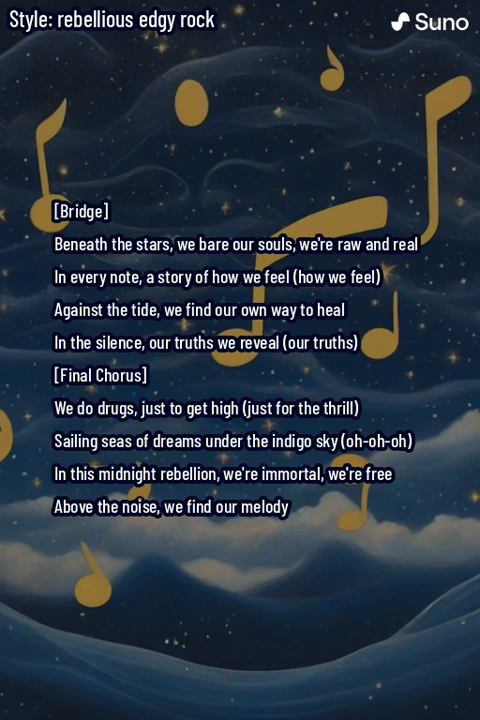 Style: rebellious edgy rock
Suno
[Bridge]
Beneath the stars, we bare our souls, we're raw and real
In every note, a story of how we feel (how we feel)
Against the tide, we find our own way to heal
In the silence, our truths we reveal (our truths)
[Final Chorus]
We do drugs, just to get high (just for the thrill)
Sailing seas of dreams under the indigo sky (oh-oh-oh)
In this midnight rebellion, we're immortal, we're free
Above the noise, we find our melody